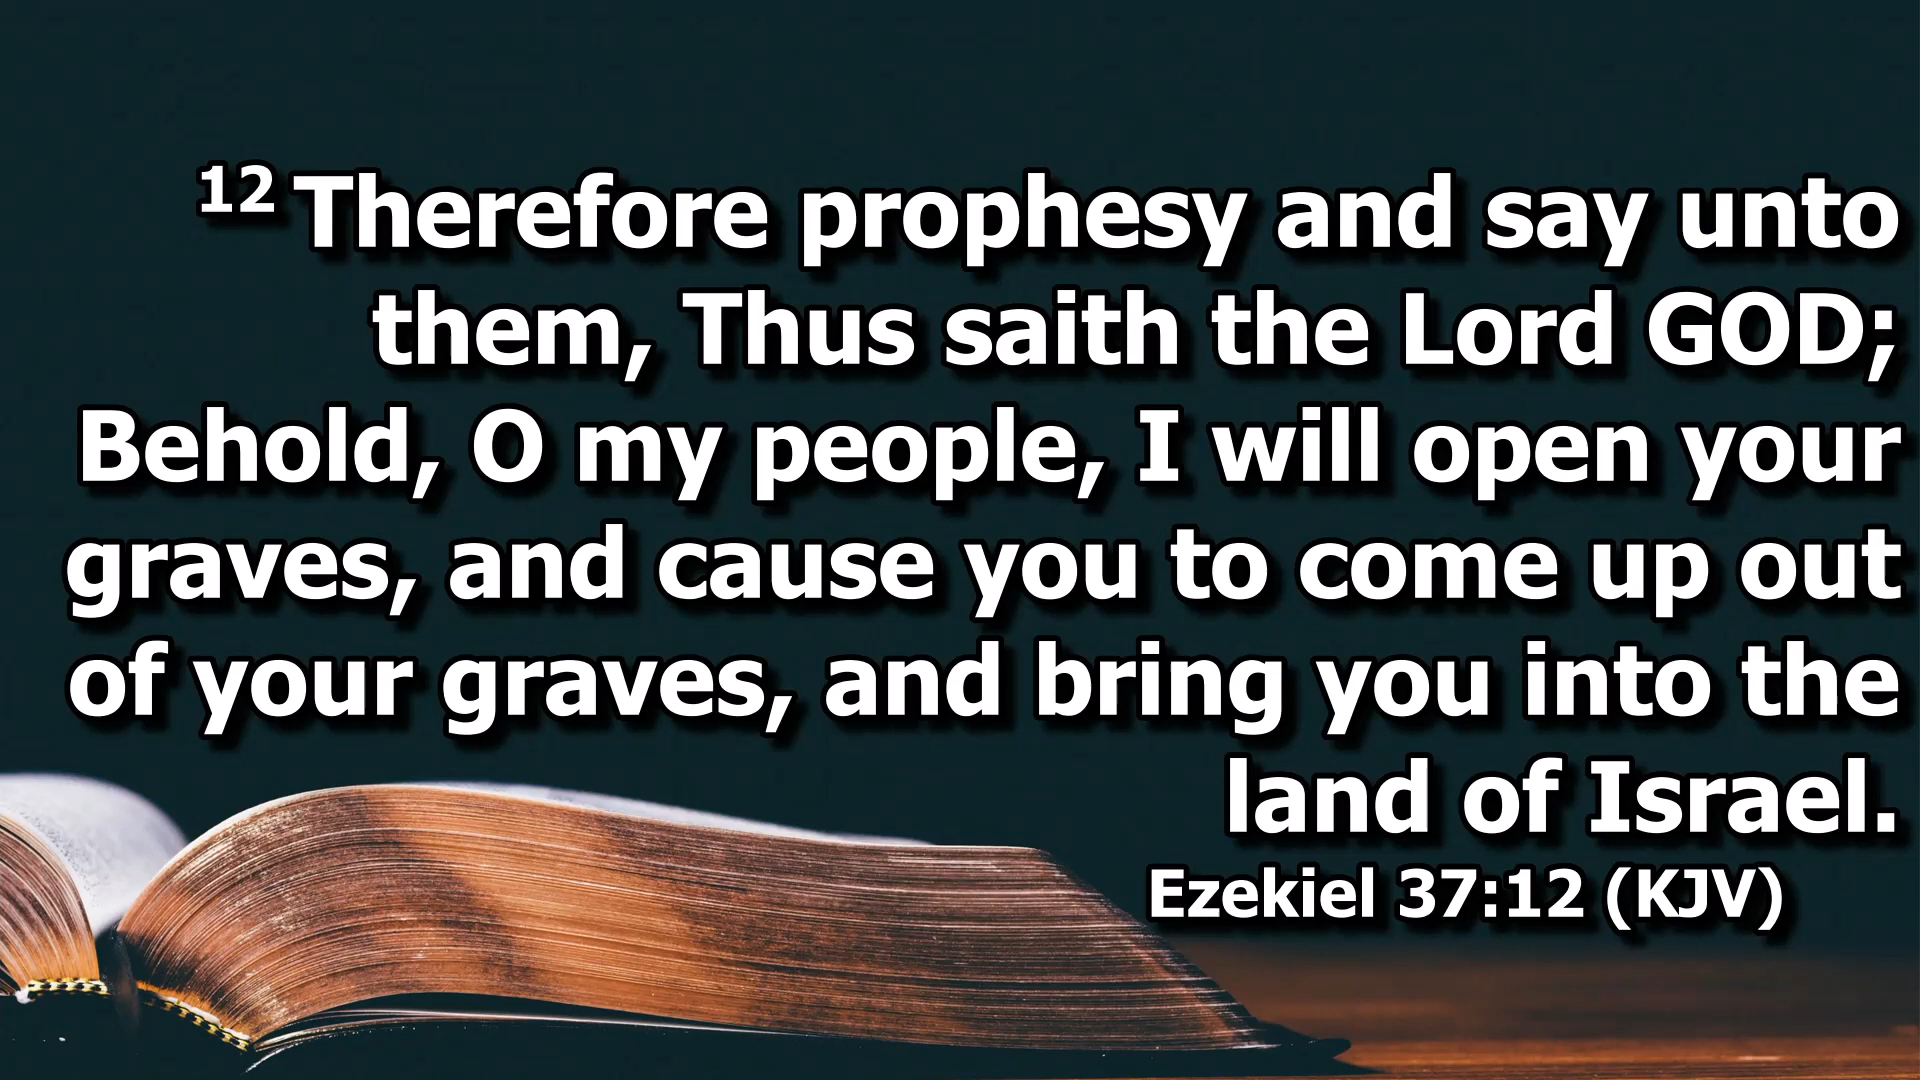 12 Therefore prophesy and say unto
them, Thus saith the Lord GOD;
Behold, O my people, I will open your
graves, and cause you to come up out
of your graves, and bring you into the
land of Israel.
Ezekiel 37:12 (KJV)